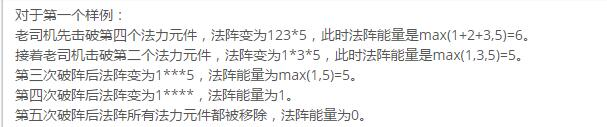 对于第一个样例：
老司机先击破第四个法力元件，法阵变为123*5，此时法阵能量是max(1+2+3,5)=6。
接着老司机击破第二个法力元件，法阵变为1*3*5，此时法阵能量是max(1,3,5)=5。
第三次破阵后法阵变为1***5，法阵能量为max(1,5)=5。
第四次破阵后法阵变为1****，法阵能量为1。
第五次破阵后法阵所有法力元件都被移除，法阵能量为0。